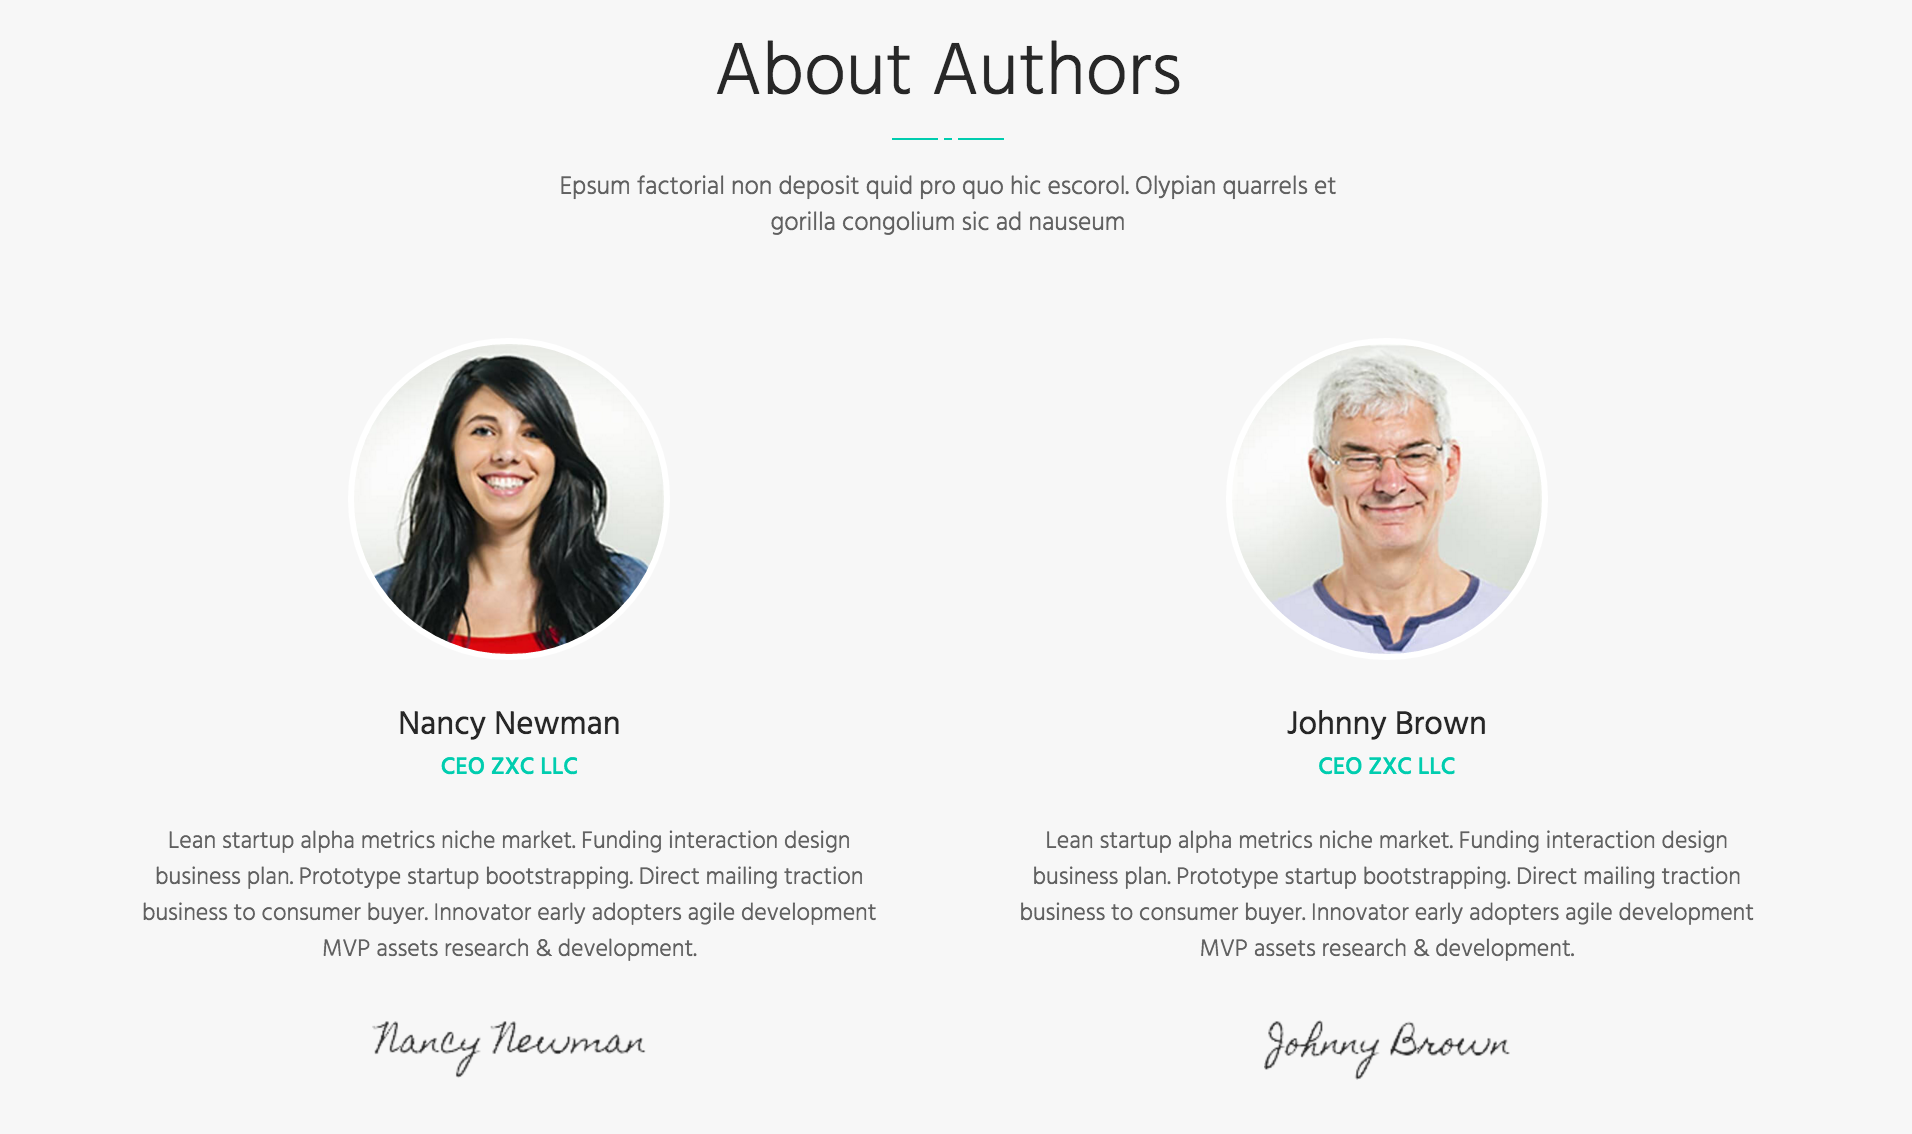 About Authors
Epsum factorial non deposit quid pro quo hic escorol. Olypian quarrels et
gorilla congolium sic ad nauseum
Nancy Newman
CEO ZXC LLC
Lean startup alpha metrics niche market. Funding interaction design
business plan. Prototype startup bootstrapping. Direct mailing traction
business to consumer buyer. Innovator early adopters agile development
MVP assets research & development.
Nancy Newman
Johnny Brown
CEO ZXC LLC
Lean startup alpha metrics niche market. Funding interaction design
business plan. Prototype startup bootstrapping. Direct mailing traction
business to consumer buyer. Innovator early adopters agile development
MVP assets research & development.
Johnny Brown